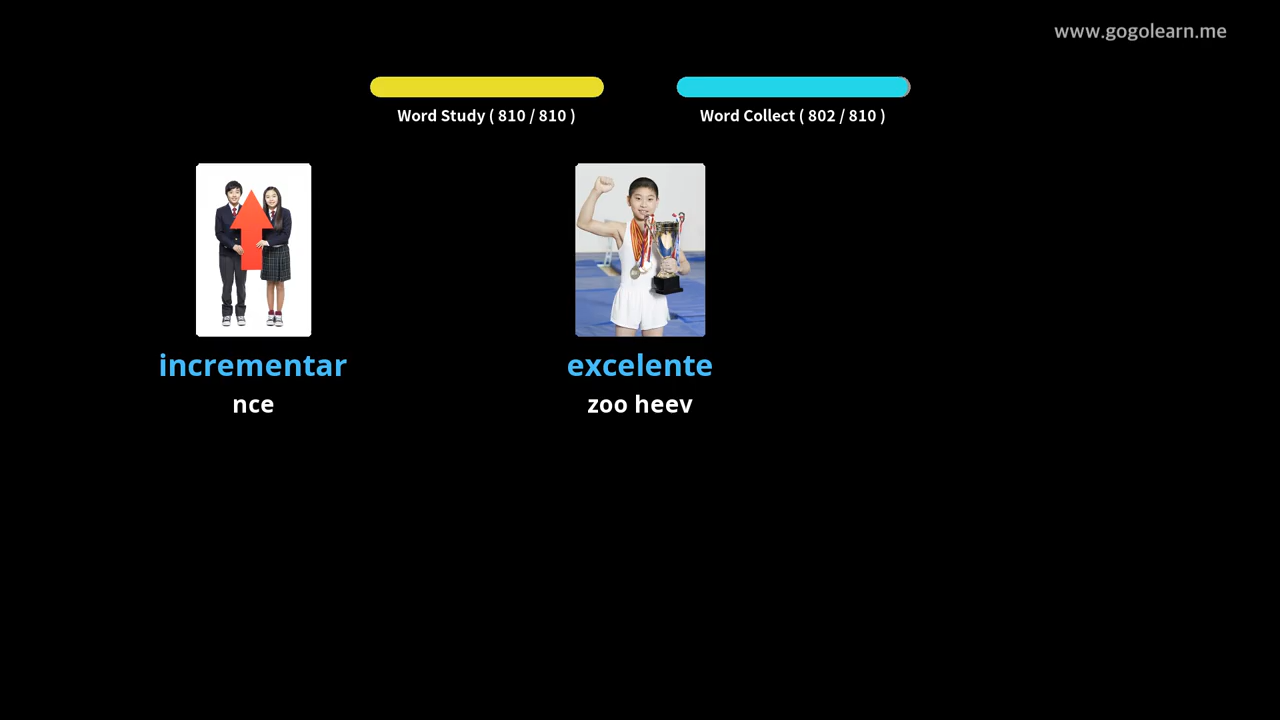 www.gogolearn.me
Word Study ( 810 / 810 )
Word Collect ( 802 / 810 )
incrementar
nce
excelente
zoo heev